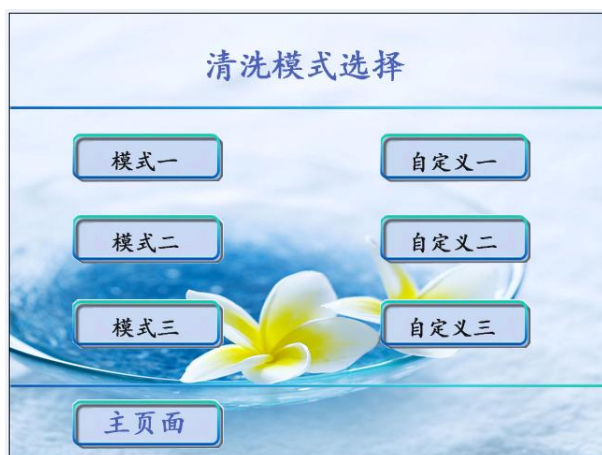 清洗模式选择
模式一 自定义一
模式二 自定义二
模式三 自定义三
主页面